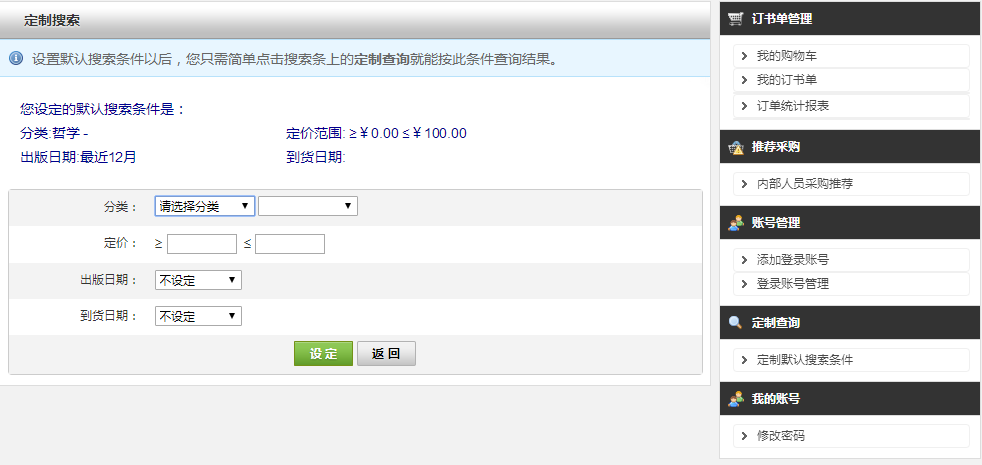 定制搜索
设置默认搜索条件以后，您只需简单点击搜索条上的定制查询就能按此条件查询结果。
您设定的默认搜索条件是：
分类:哲学 -
定价范围: ≥ ¥ 0.00 ≤ ¥ 100.00
出版日期:最近12月
到货日期:
分类：
请选择分类
定价：
≥
≤
出版日期：
不设定
到货日期：
不设定
设 定
返 回
订书单管理
我的购物车
我的订书单
订单统计报表
推荐采购
内部人员采购推荐
账号管理
添加登录账号
登录账号管理
定制查询
定制默认搜索条件
我的账号
修改密码